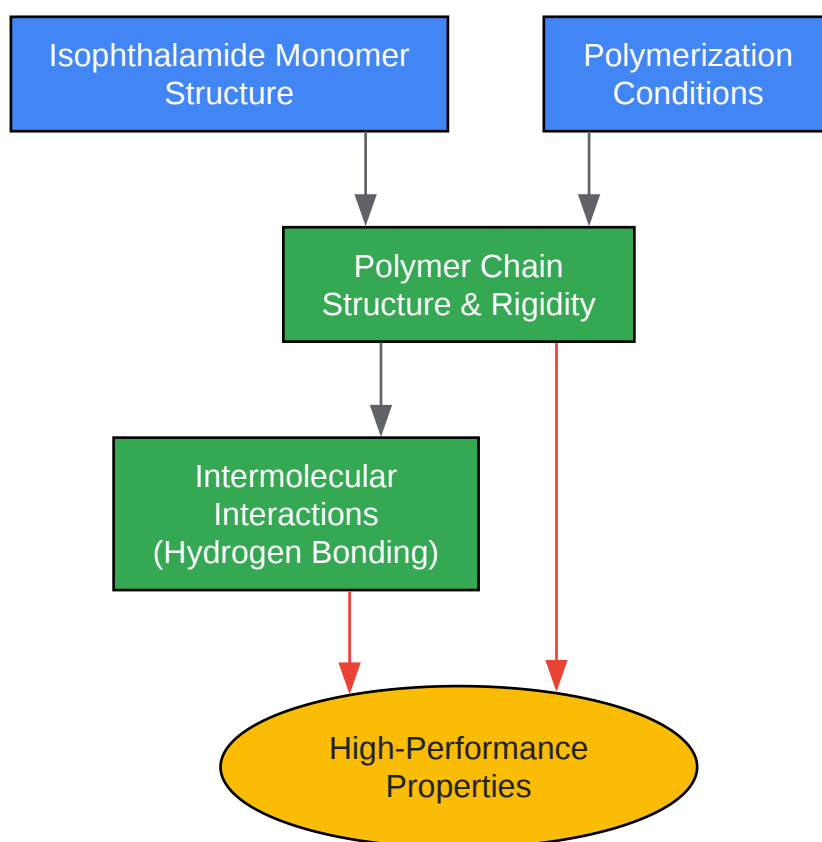 Isophthalamide Monomer
Structure
Polymerization
Conditions
Polymer Chain
Structure & Rigidity
Intermolecular
Interactions
(Hydrogen Bonding)
High-Performance
Properties